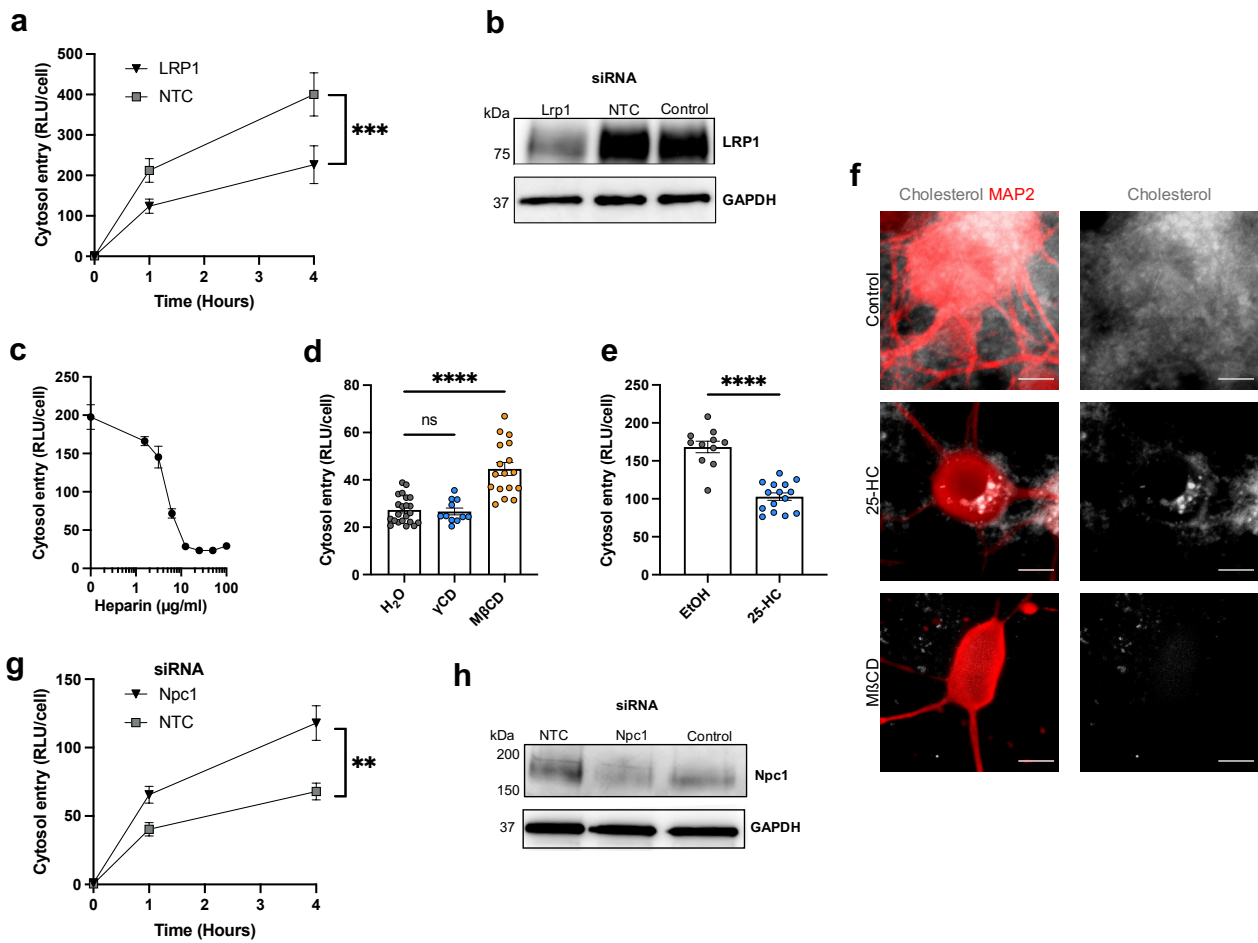 a
500
400
300
200
100
0
Cytosol entry (RLU/cell)
LRP1
NTC
***
0 1 2 3 4
Time (Hours)
b
siRNA
kDa Lrp1 NTC Control
75 LRP1
37 GAPDH
c
250
200
150
100
50
0
Cytosol entry (RLU/cell)
0 1 10 100
Heparin (µg/ml)
d
80
60
40
20
0
Cytosol entry (RLU/cell)
****
ns
H₂O γCD MβCD
e
250
200
150
100
50
0
Cytosol entry (RLU/cell)
****
EtOH 25-HC
f
Cholesterol MAP2 Cholesterol
Control
25-HC
MßCD
g
siRNA
150
100
50
0
Cytosol entry (RLU/cell)
Npc1
NTC
**
0 1 2 3 4
Time (Hours)
h
siRNA
kDa NTC Npc1 Control
200
150
Npc1
37 GAPDH